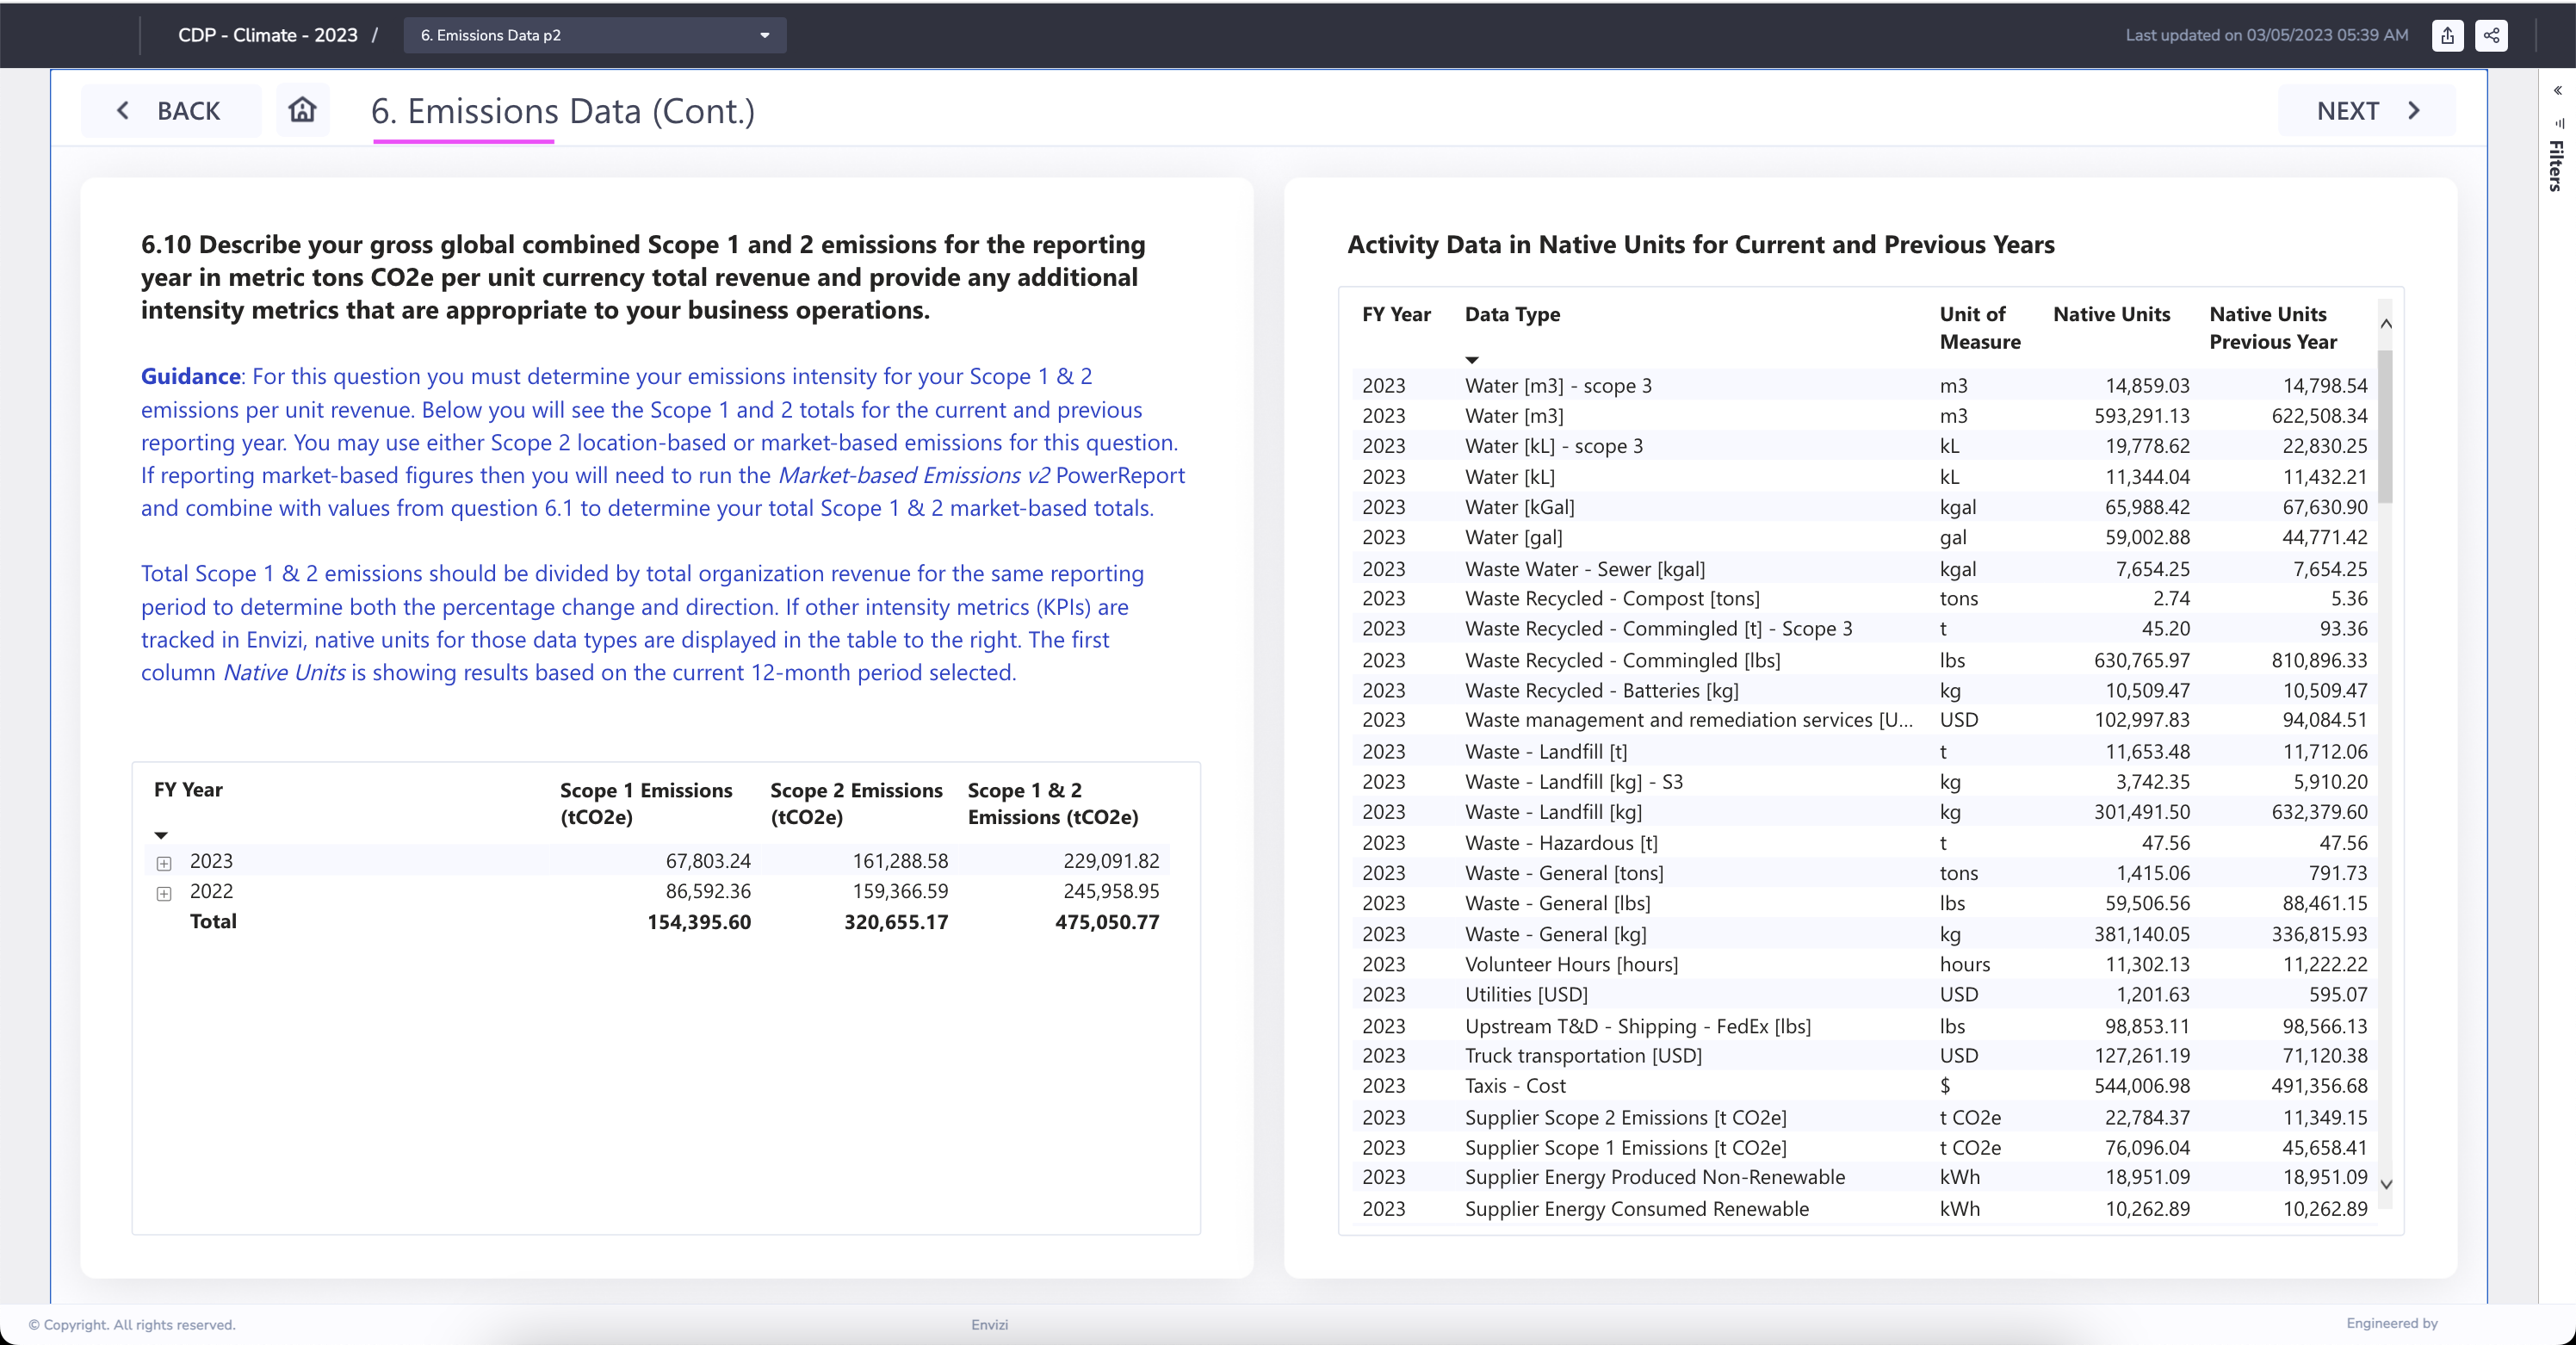 CDP - Climate - 2023 / 6. Emissions Data p2
Last updated on 03/05/2023 05:39 AM
BACK
6. Emissions Data (Cont.)
NEXT
Filters
6.10 Describe your gross global combined Scope 1 and 2 emissions for the reporting
year in metric tons CO2e per unit currency total revenue and provide any additional
intensity metrics that are appropriate to your business operations.
Guidance: For this question you must determine your emissions intensity for your Scope 1 & 2
emissions per unit revenue. Below you will see the Scope 1 and 2 totals for the current and previous
reporting year. You may use either Scope 2 location-based or market-based emissions for this question.
If reporting market-based figures then you will need to run the Market-based Emissions v2 PowerReport
and combine with values from question 6.1 to determine your total Scope 1 & 2 market-based totals.
Total Scope 1 & 2 emissions should be divided by total organization revenue for the same reporting
period to determine both the percentage change and direction. If other intensity metrics (KPIs) are
tracked in Envizi, native units for those data types are displayed in the table to the right. The first
column Native Units is showing results based on the current 12-month period selected.
FY Year Scope 1 Emissions Scope 2 Emissions Scope 1 & 2
(tCO2e) (tCO2e) Emissions (tCO2e)
2023 67,803.24 161,288.58 229,091.82
2022 86,592.36 159,366.59 245,958.95
Total 154,395.60 320,655.17 475,050.77
Activity Data in Native Units for Current and Previous Years
FY Year Data Type Unit of Native Units Native Units
Measure Previous Year
2023 Water [m3] - scope 3 m3 14,859.03 14,798.54
2023 Water [m3] m3 593,291.13 622,508.34
2023 Water [kL] - scope 3 kL 19,778.62 22,830.25
2023 Water [kL] kL 11,344.04 11,432.21
2023 Water [kGal] kgal 65,988.42 67,630.90
2023 Water [gal] gal 59,002.88 44,771.42
2023 Waste Water - Sewer [kgal] kgal 7,654.25 7,654.25
2023 Waste Recycled - Compost [tons] tons 2.74 5.36
2023 Waste Recycled - Commingled [t] - Scope 3 t 45.20 93.36
2023 Waste Recycled - Commingled [lbs] lbs 630,765.97 810,896.33
2023 Waste Recycled - Batteries [kg] kg 10,509.47 10,509.47
2023 Waste management and remediation services [U... USD 102,997.83 94,084.51
2023 Waste - Landfill [t] t 11,653.48 11,712.06
2023 Waste - Landfill [kg] - S3 kg 3,742.35 5,910.20
2023 Waste - Landfill [kg] kg 301,491.50 632,379.60
2023 Waste - Hazardous [t] t 47.56 47.56
2023 Waste - General [tons] tons 1,415.06 791.73
2023 Waste - General [lbs] lbs 59,506.56 88,461.15
2023 Waste - General [kg] kg 381,140.05 336,815.93
2023 Volunteer Hours [hours] hours 11,302.13 11,222.22
2023 Utilities [USD] USD 1,201.63 595.07
2023 Upstream T&D - Shipping - FedEx [lbs] lbs 98,853.11 98,566.13
2023 Truck transportation [USD] USD 127,261.19 71,120.38
2023 Taxis - Cost $ 544,006.98 491,356.68
2023 Supplier Scope 2 Emissions [t CO2e] t CO2e 22,784.37 11,349.15
2023 Supplier Scope 1 Emissions [t CO2e] t CO2e 76,096.04 45,658.41
2023 Supplier Energy Produced Non-Renewable kWh 18,951.09 18,951.09
2023 Supplier Energy Consumed Renewable kWh 10,262.89 10,262.89
© Copyright. All rights reserved.
Envizi
Engineered by